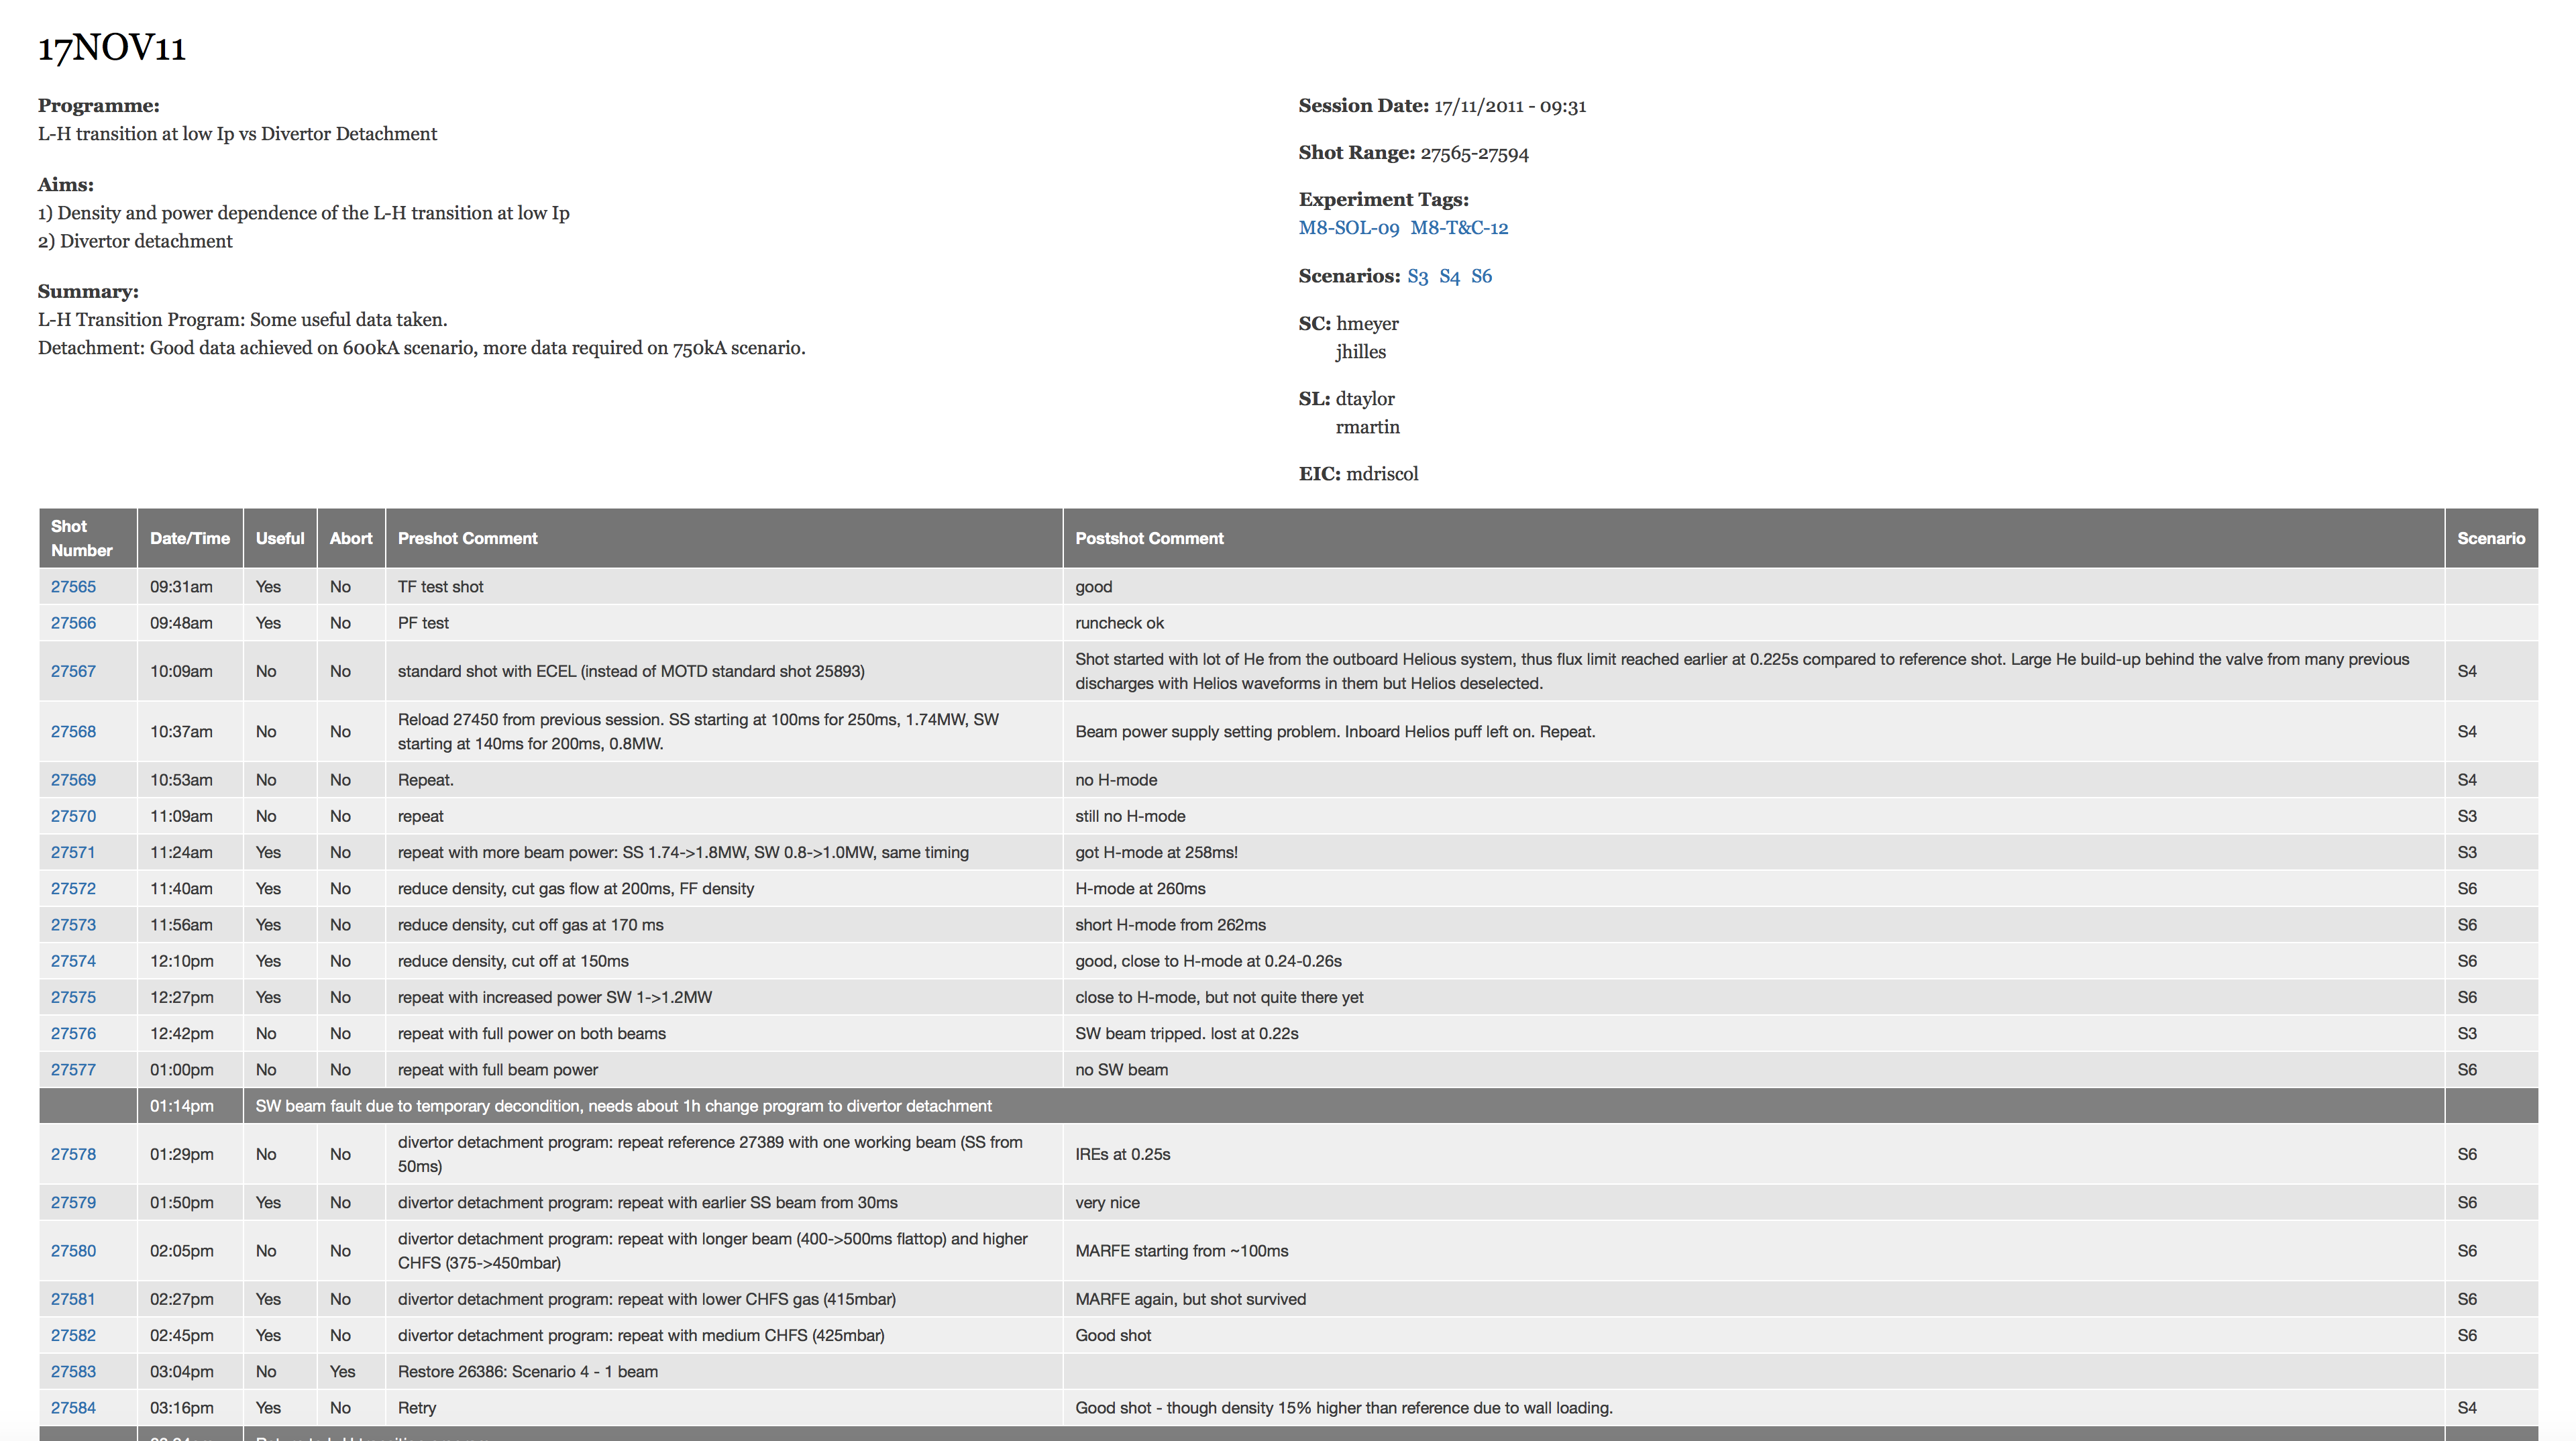 17NOV11
Programme:
L-H transition at low Ip vs Divertor Detachment
Aims:
1) Density and power dependence of the L-H transition at low Ip
2) Divertor detachment
Summary:
L-H Transition Program: Some useful data taken.
Detachment: Good data achieved on 600kA scenario, more data required on 750kA scenario.
Session Date: 17/11/2011 - 09:31
Shot Range: 27565-27594
Experiment Tags:
M8-SOL-09 M8-T&C-12
Scenarios: S3 S4 S6
SC: hmeyer
jhilles
SL: dtaylor
rmartin
EIC: mdriscol
Shot Number Date/Time Useful Abort Preshot Comment Postshot Comment Scenario
27565 09:31am Yes No TF test shot good
27566 09:48am Yes No PF test runcheck ok
27567 10:09am No No standard shot with ECEL (instead of MOTD standard shot 25893) Shot started with lot of He from the outboard Helious system, thus flux limit reached earlier at 0.225s compared to reference shot. Large He build-up behind the valve from many previous discharges with Helios waveforms in them but Helios deselected. S4
27568 10:37am No No Reload 27450 from previous session. SS starting at 100ms for 250ms, 1.74MW, SW starting at 140ms for 200ms, 0.8MW. Beam power supply setting problem. Inboard Helios puff left on. Repeat. S4
27569 10:53am No No Repeat. no H-mode S4
27570 11:09am No No repeat still no H-mode S3
27571 11:24am Yes No repeat with more beam power: SS 1.74->1.8MW, SW 0.8->1.0MW, same timing got H-mode at 258ms! S3
27572 11:40am Yes No reduce density, cut gas flow at 200ms, FF density H-mode at 260ms S6
27573 11:56am Yes No reduce density, cut off gas at 170 ms short H-mode from 262ms S6
27574 12:10pm Yes No reduce density, cut off at 150ms good, close to H-mode at 0.24-0.26s S6
27575 12:27pm Yes No repeat with increased power SW 1->1.2MW close to H-mode, but not quite there yet S6
27576 12:42pm No No repeat with full power on both beams SW beam tripped. lost at 0.22s S3
27577 01:00pm No No repeat with full beam power no SW beam S6
01:14pm SW beam fault due to temporary decondition, needs about 1h change program to divertor detachment
27578 01:29pm No No divertor detachment program: repeat reference 27389 with one working beam (SS from 50ms) IREs at 0.25s S6
27579 01:50pm Yes No divertor detachment program: repeat with earlier SS beam from 30ms very nice S6
27580 02:05pm No No divertor detachment program: repeat with longer beam (400->500ms flattop) and higher CHFS (375->450mbar) MARFE starting from ~100ms S6
27581 02:27pm Yes No divertor detachment program: repeat with lower CHFS gas (415mbar) MARFE again, but shot survived S6
27582 02:45pm Yes No divertor detachment program: repeat with medium CHFS (425mbar) Good shot S6
27583 03:04pm No Yes Restore 26386: Scenario 4 - 1 beam
27584 03:16pm Yes No Retry Good shot - though density 15% higher than reference due to wall loading. S4